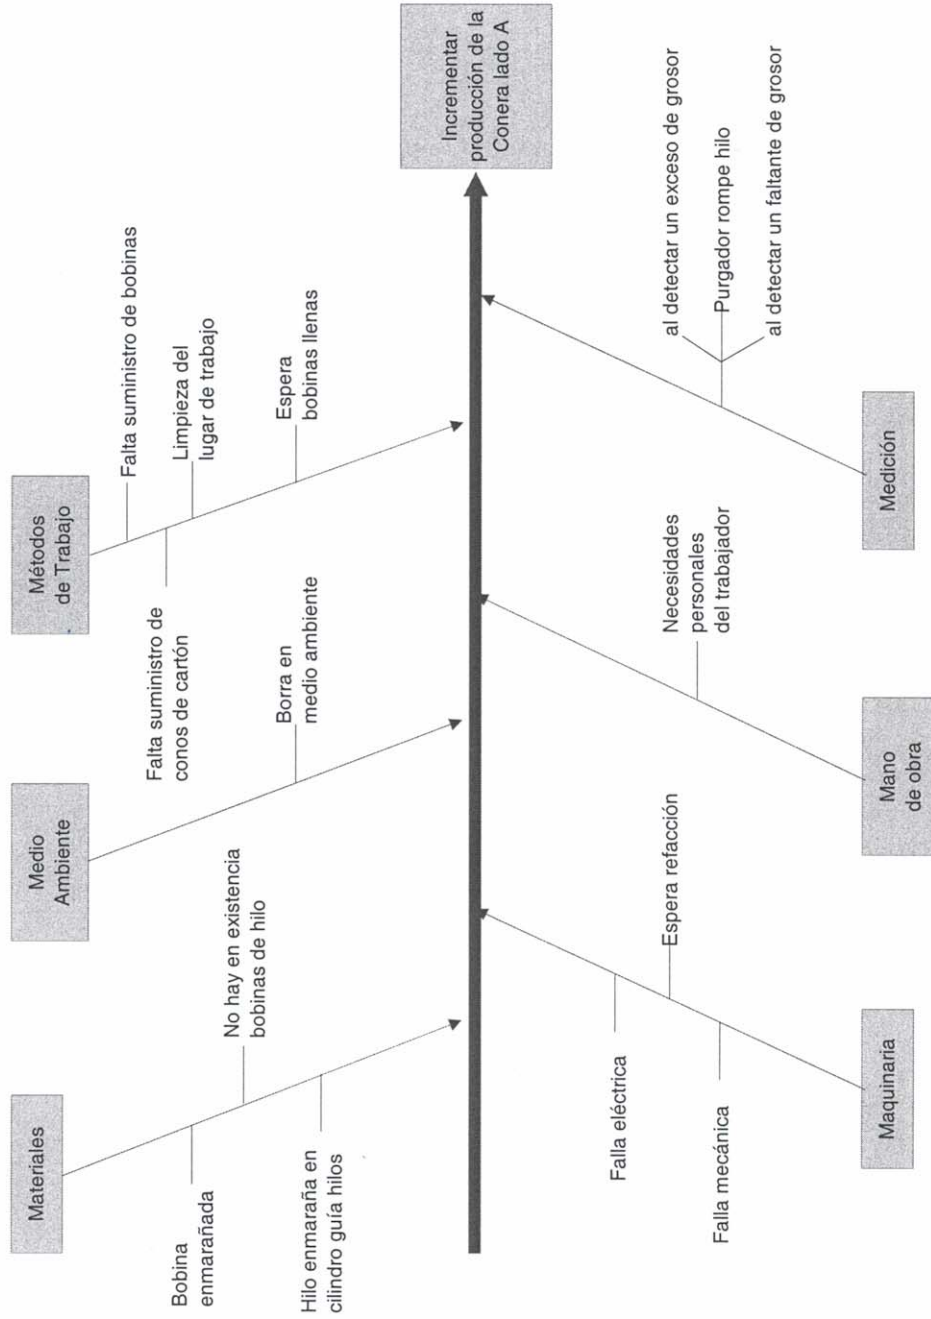 Materiales
Bobina
enmarañada
No hay en existencia
bobinas de hilo
Hilo enmaraña en
cilindro guía hilos
Medio
Ambiente
Borra en
medio ambiente
Métodos
de Trabajo
Falta suministro de bobinas
Falta suministro de
conos de cartón
Limpieza del
lugar de trabajo
Espera
bobinas llenas
Incrementar
producción de la
Conera lado A
Maquinaria
Falla eléctrica
Espera refacción
Falla mecánica
Mano
de obra
Necesidades
personales
del trabajador
Medición
al detectar un exceso de grosor
Purgador rompe hilo
al detectar un faltante de grosor